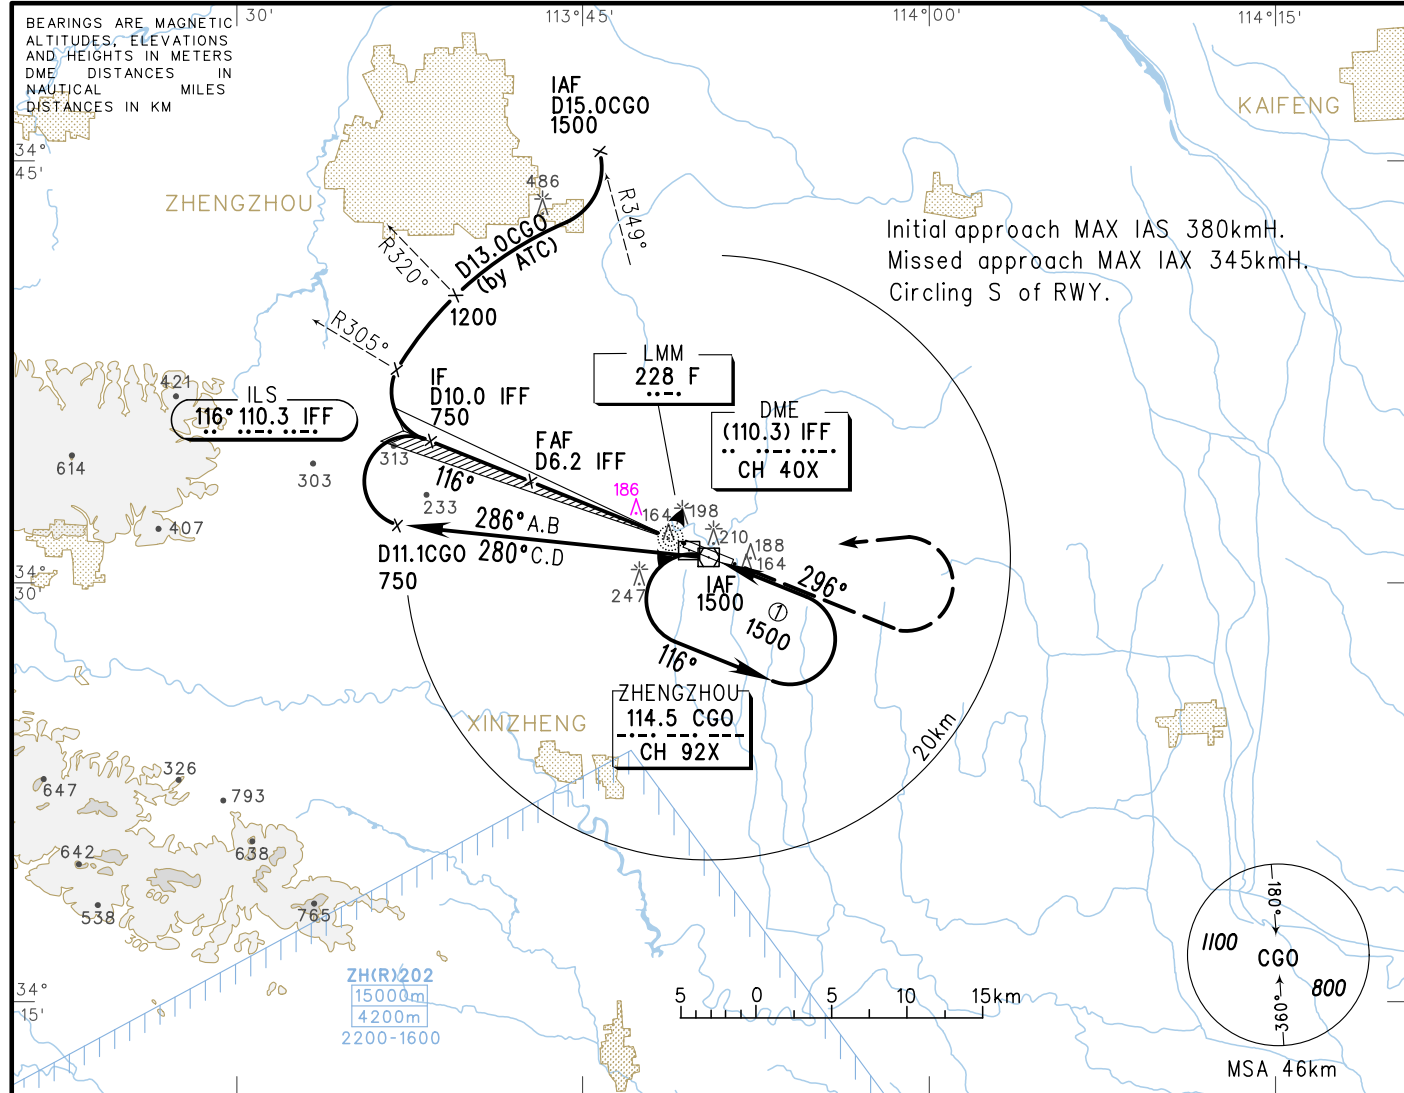 BEARINGS ARE MAGNETIC
ALTITUDES, ELEVATIONS
AND HEIGHTS IN METERS
DME DISTANCES IN
NAUTICAL MILES
DISTANCES IN KM
30'
113°45'
114°00'
114°15'
34°
45'
34°
30'
34°
15'
KAIFENG
ZHENGZHOU
XINZHENG
IAF
D15.0CGO
1500
486
R349°
R320°
D13.0CGO
(by ATC)
1200
R305°
Initial approach MAX IAS 380kmH.
Missed approach MAX IAX 345kmH.
Circling S of RWY.
LMM
228 F
ILS
116° 110.3 IFF
IF
D10.0 IFF
750
DME
(110.3) IFF
CH 40X
FAF
D6.2 IFF
421
614
303
313
233
407
116°
186
164
198
210
188
164
247
286° A.B
280° C.D
D11.1CGO
750
IAF
1500
296°
1
1500
116°
ZHENGZHOU
114.5 CGO
CH 92X
20km
326
647
793
642
638
600
538
765
300
ZH(R)202
15000m
4200m
2200-1600
5 0 5 10 15km
180°
1100
CGO
800
360°
MSA 46km